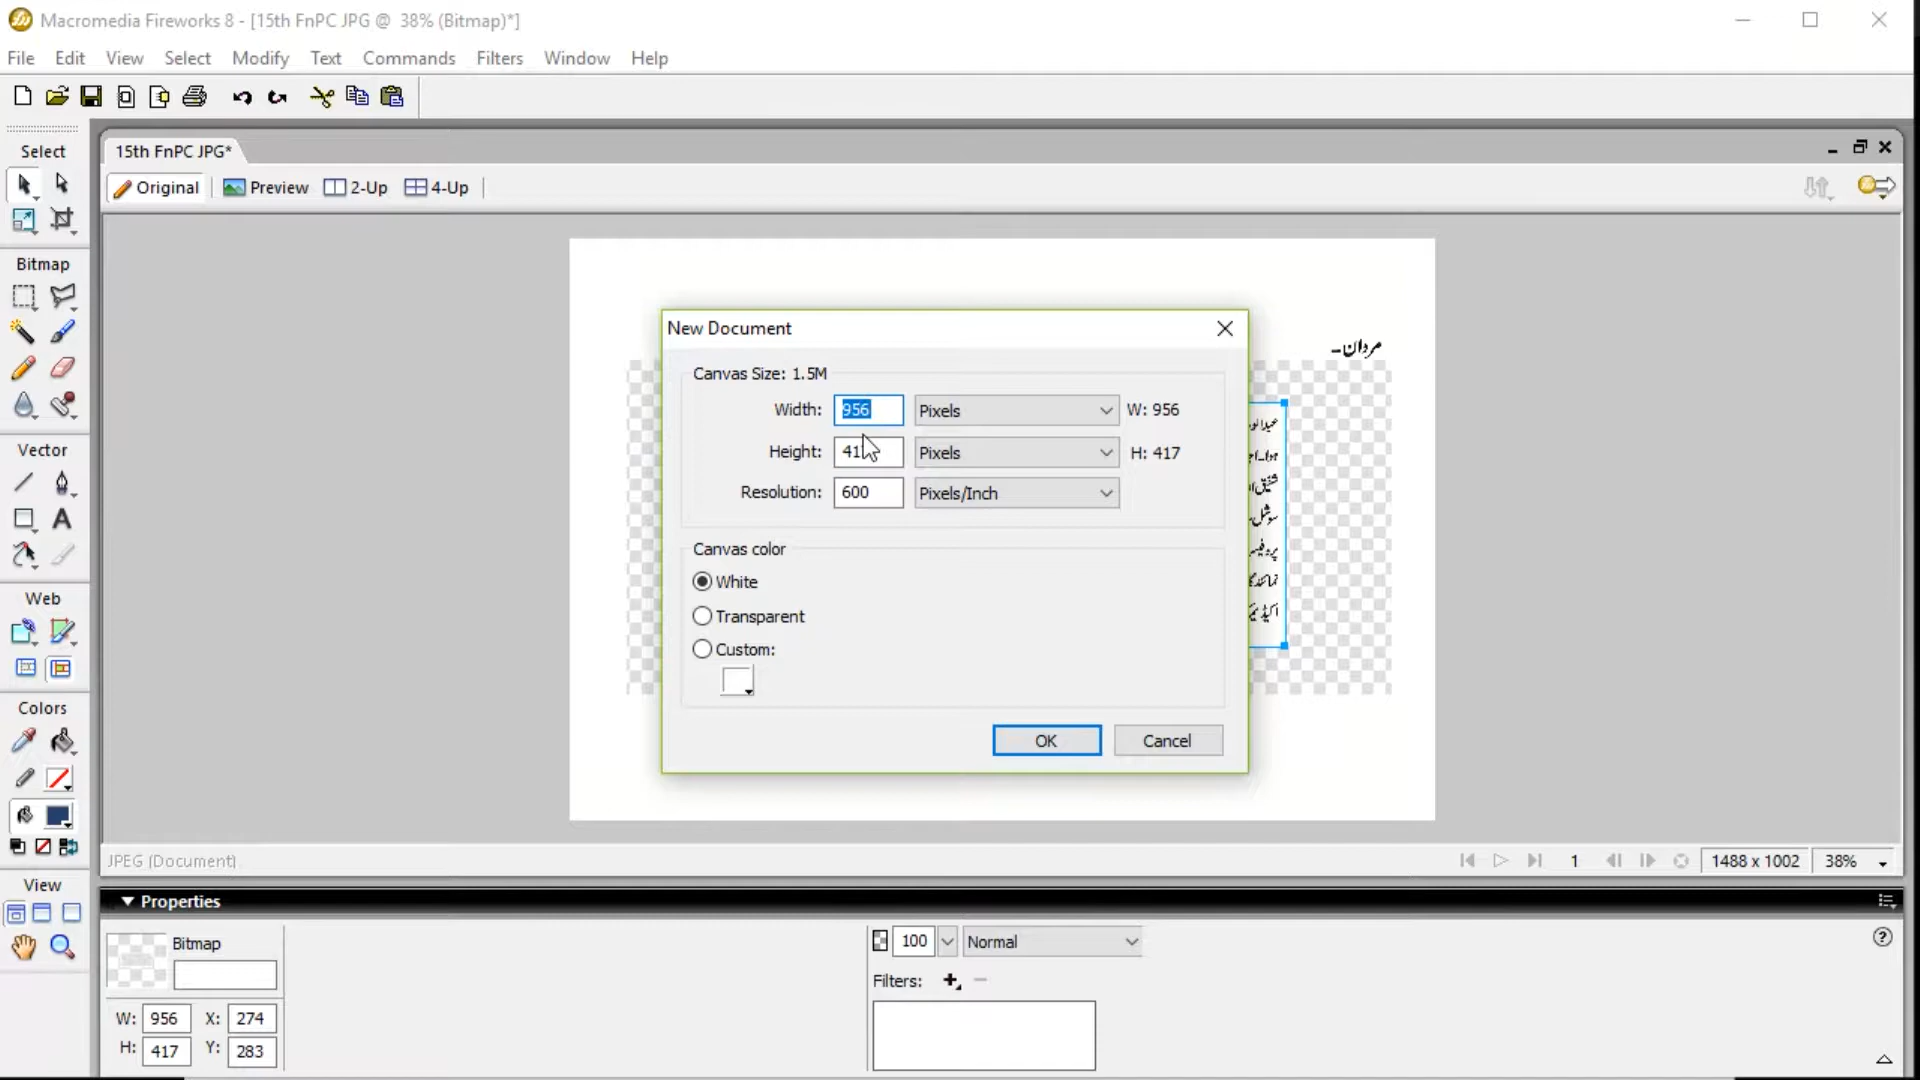 Macromedia Fireworks 8 - [15th FnPC JPG @ 38% (Bitmap)*]
File Edit View Select Modify Text Commands Filters Window Help
Select
15th FnPC JPG*
Original Preview 2-Up 4-Up
Bitmap
New Document
مردان۔
Canvas Size: 1.5M
Width: 956 Pixels W: 956
Height: 41 Pixels H: 417
Resolution: 600 Pixels/Inch
Vector
Canvas color
White
Transparent
Custom:
Web
Colors
OK Cancel
JPEG (Document)
1 1488 x 1002 38%
View
Properties
Bitmap
100 Normal
Filters:
W: 956 X: 274
H: 417 Y: 283